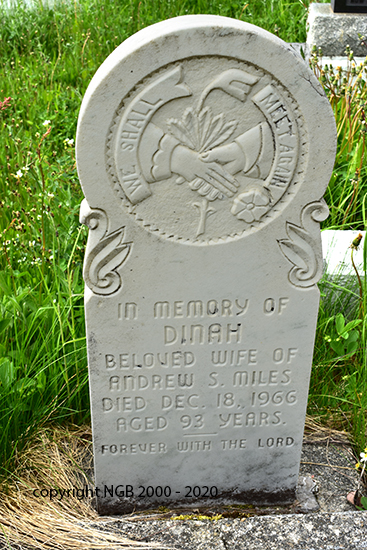 WE SHALL MEET AGAIN
IN MEMORY OF
DINAH
BELOVED WIFE OF
ANDREW S. MILES
DIED DEC. 18, 1966
AGED 93 YEARS.
FOREVER WITH THE LORD
copyright NGB 2000 - 2020